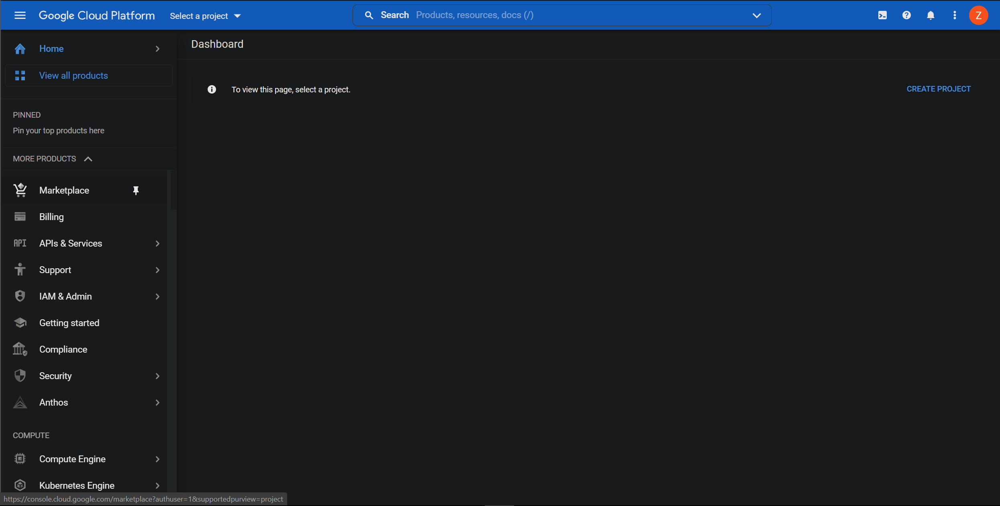 Google Cloud Platform
Select a project
Search Products, resources, docs (/)
Z
Home
View all products
PINNED
Pin your top products here
MORE PRODUCTS
Marketplace
Billing
API APIs & Services
Support
IAM & Admin
Getting started
Compliance
Security
Anthos
COMPUTE
Compute Engine
Kubernetes Engine
Dashboard
To view this page, select a project.
CREATE PROJECT
https://console.cloud.google.com/marketplace?authuser=1&supportedpurview=project